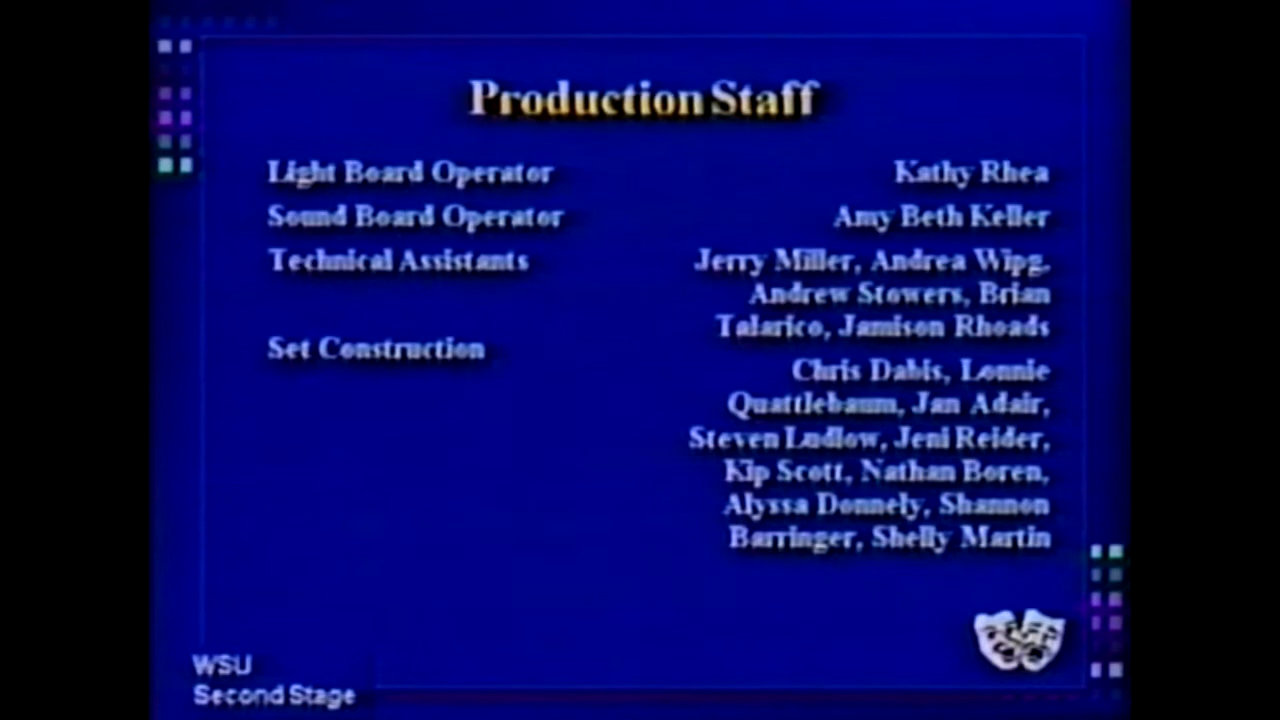 Production Staff
Light Board Operator Kathy Rhea
Sound Board Operator Amy Beth Keller
Technical Assistants Jerry Miller, Andrea Wipg,
Andrew Stowers, Brian
Talarico, Jamison Rhoads
Set Construction
Chris Dabis, Lonnie
Quattlebaum, Jan Adair,
Steven Ludlow, Jeni Reider,
Kip Scott, Nathan Boren,
Alyssa Donnely, Shannon
Barringer, Shelly Martin
WSU
Second Stage